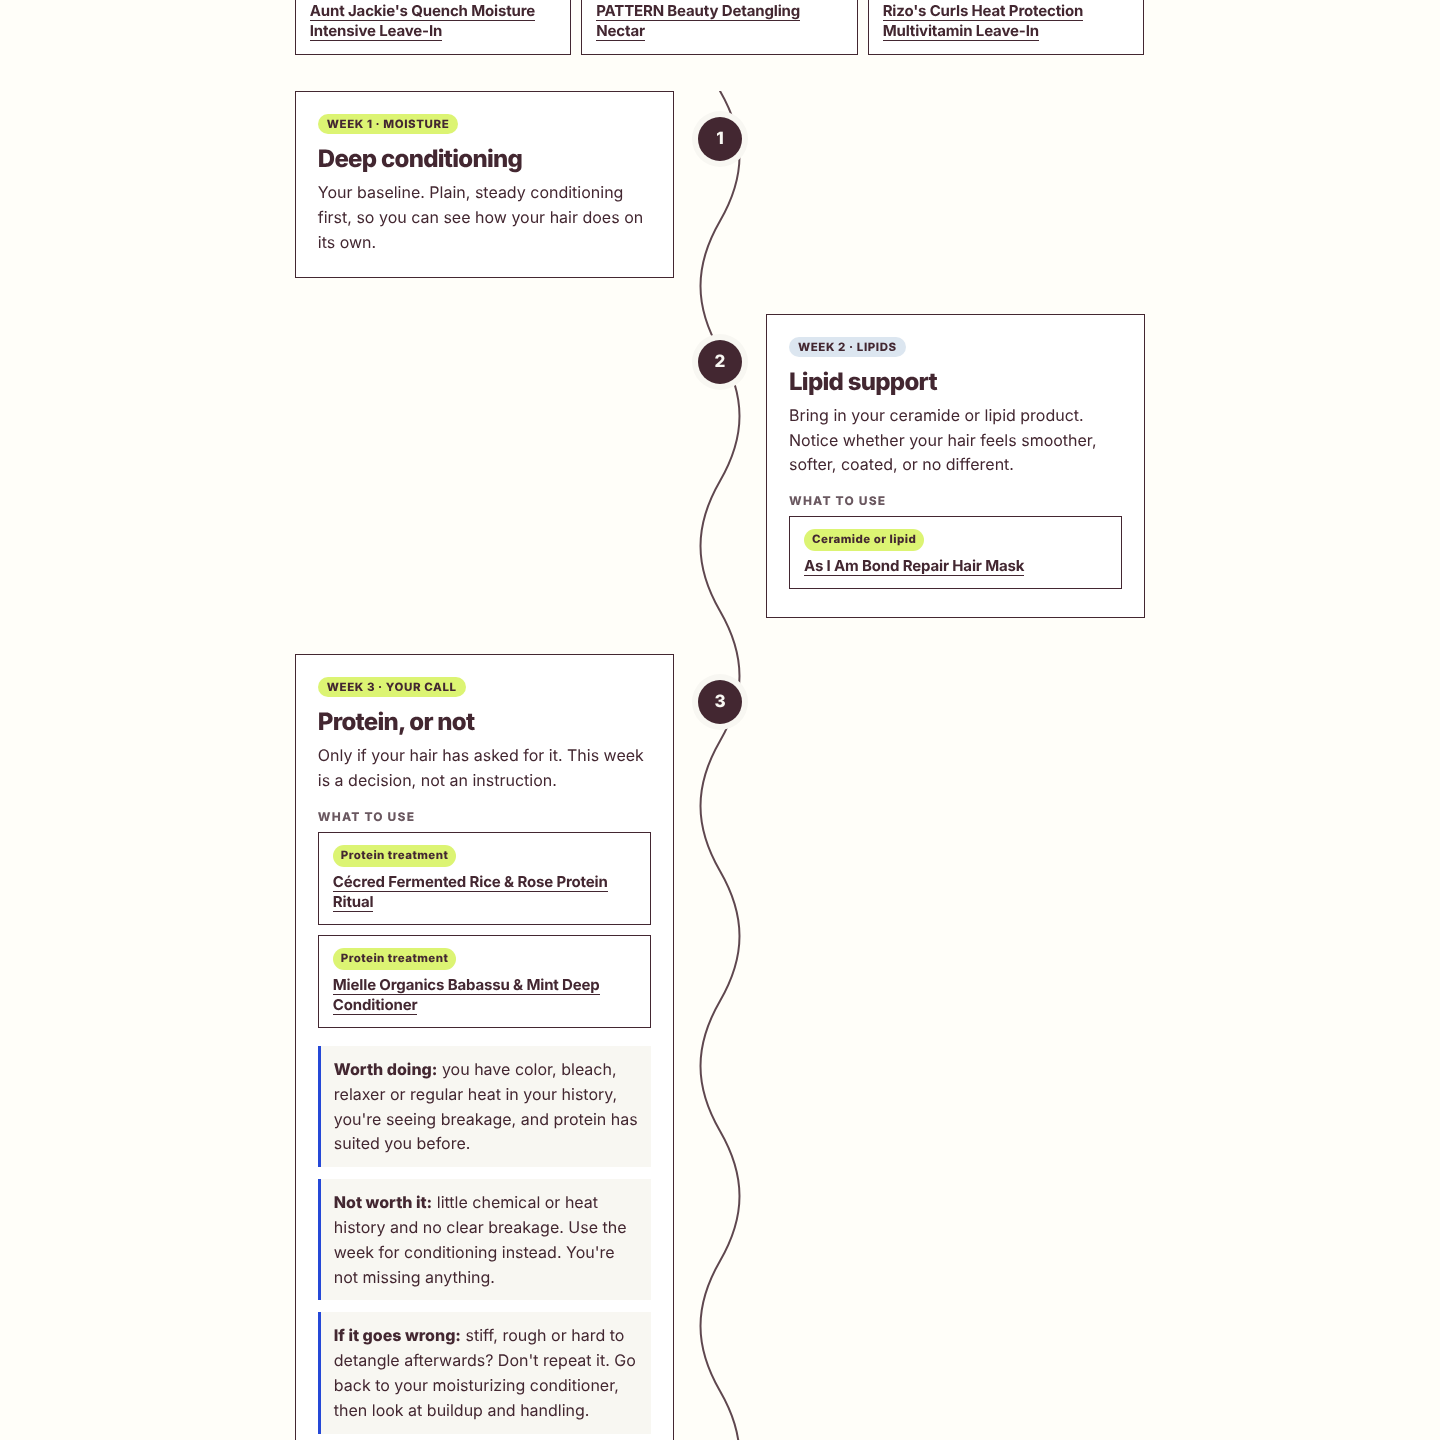 Aunt Jackie's Quench Moisture
Intensive Leave-In
PATTERN Beauty Detangling
Nectar
Rizo's Curls Heat Protection
Multivitamin Leave-In
WEEK 1 · MOISTURE
Deep conditioning
Your baseline. Plain, steady conditioning
first, so you can see how your hair does on
its own.
1
2
WEEK 2 · LIPIDS
Lipid support
Bring in your ceramide or lipid product.
Notice whether your hair feels smoother,
softer, coated, or no different.
WHAT TO USE
Ceramide or lipid
As I Am Bond Repair Hair Mask
WEEK 3 · YOUR CALL
Protein, or not
Only if your hair has asked for it. This week
is a decision, not an instruction.
3
WHAT TO USE
Protein treatment
Cécred Fermented Rice & Rose Protein
Ritual
Protein treatment
Mielle Organics Babassu & Mint Deep
Conditioner
Worth doing: you have color, bleach,
relaxer or regular heat in your history,
you're seeing breakage, and protein has
suited you before.
Not worth it: little chemical or heat
history and no clear breakage. Use the
week for conditioning instead. You're
not missing anything.
If it goes wrong: stiff, rough or hard to
detangle afterwards? Don't repeat it. Go
back to your moisturizing conditioner,
then look at buildup and handling.